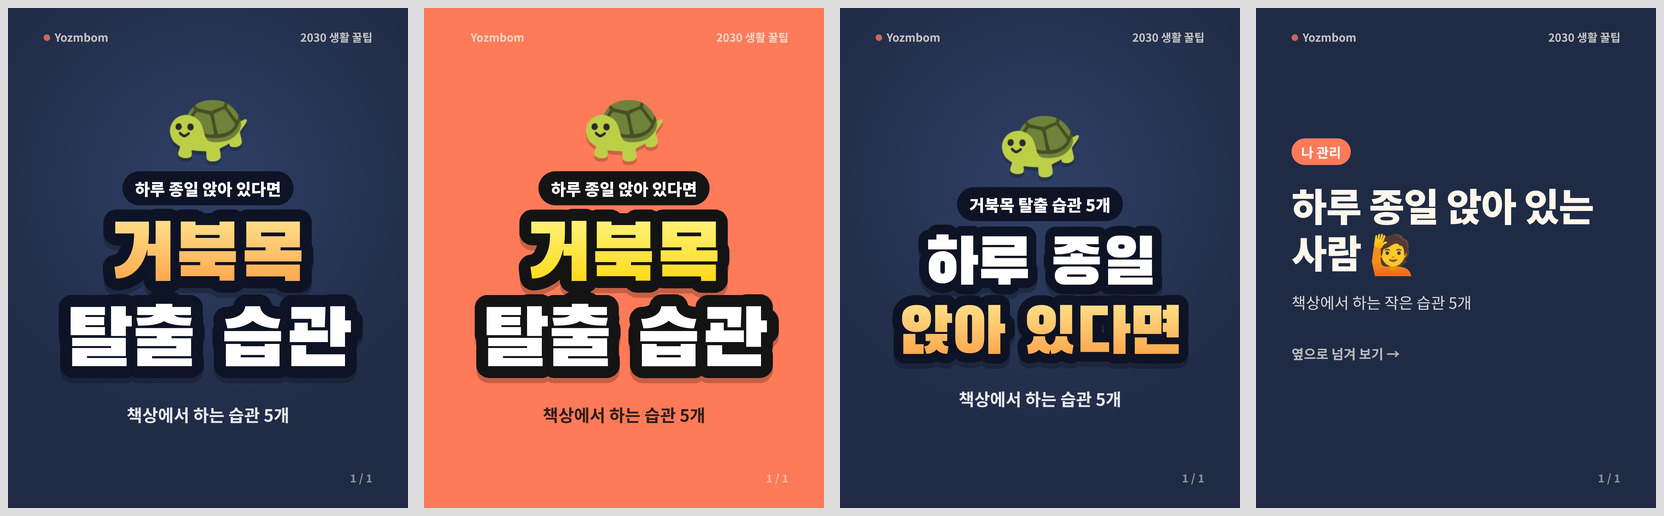 Yozmbom
2030 생활 꿀팁
하루 종일 앉아 있다면
거북목
탈출 습관
책상에서 하는 습관 5개
1 / 1
Yozmbom
2030 생활 꿀팁
하루 종일 앉아 있다면
거북목
탈출 습관
책상에서 하는 습관 5개
1 / 1
Yozmbom
2030 생활 꿀팁
거북목 탈출 습관 5개
하루 종일
앉아 있다면
책상에서 하는 습관 5개
1 / 1
Yozmbom
2030 생활 꿀팁
나 관리
하루 종일 앉아 있는
사람 🙋
책상에서 하는 작은 습관 5개
옆으로 넘겨 보기 →
1 / 1